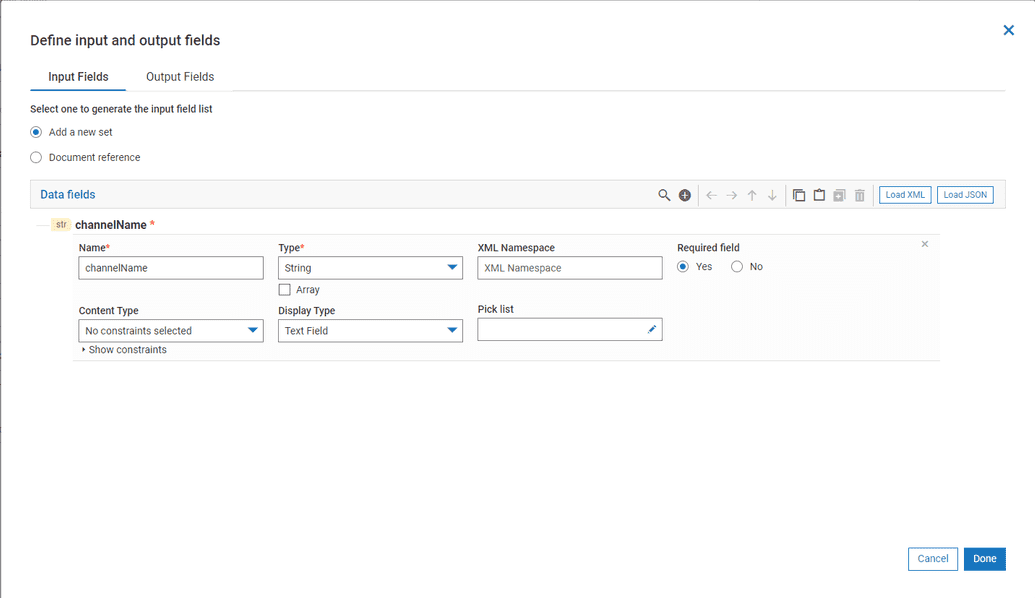 Define input and output fields
Input Fields Output Fields
Select one to generate the input field list
Add a new set
Document reference
Data fields Load XML Load JSON
str channelName *
Name* Type* XML Namespace Required field
channelName String XML Namespace Yes No
Array
Content Type Display Type Pick list
No constraints selected Text Field
Show constraints
Cancel Done